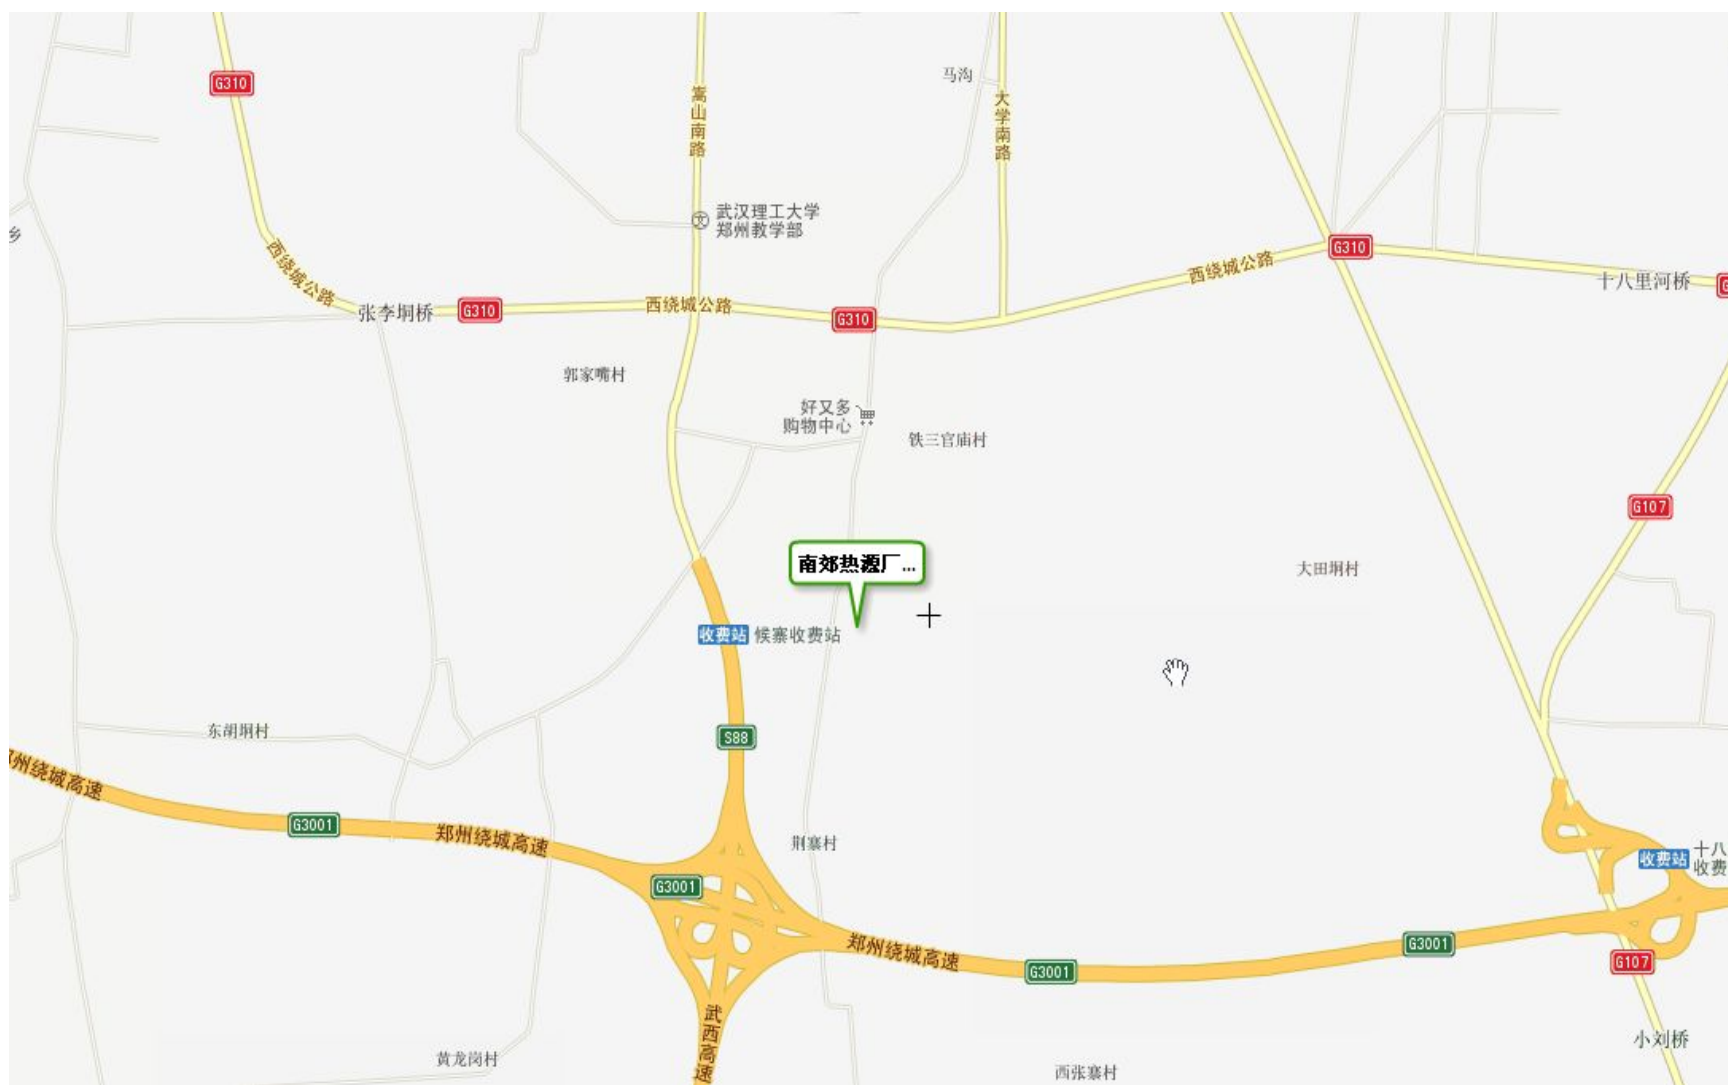 G310
嵩山南路
马沟
大学南路
武汉理工大学
郑州教学部
乡
西绕城公路
张李垌桥
G310
西绕城公路
G310
西绕城公路
G310
十八里河桥
郭家嘴村
好又多
购物中心
铁三官庙村
G107
南郊热源厂...
大田垌村
收费站 候寨收费站
东胡垌村
S88
州绕城高速
G3001
郑州绕城高速
荆寨村
收费站
十八
收费
G3001
郑州绕城高速
G3001
G3001
G107
武西高速
小刘桥
黄龙岗村
西张寨村